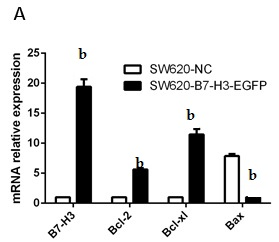 A
b
SW620-NC
SW620-B7-H3-EGFP
b
b
b
mRNA relative expression
25
20
15
10
5
0
B7-H3
Bcl-2
Bcl-xl
Bax